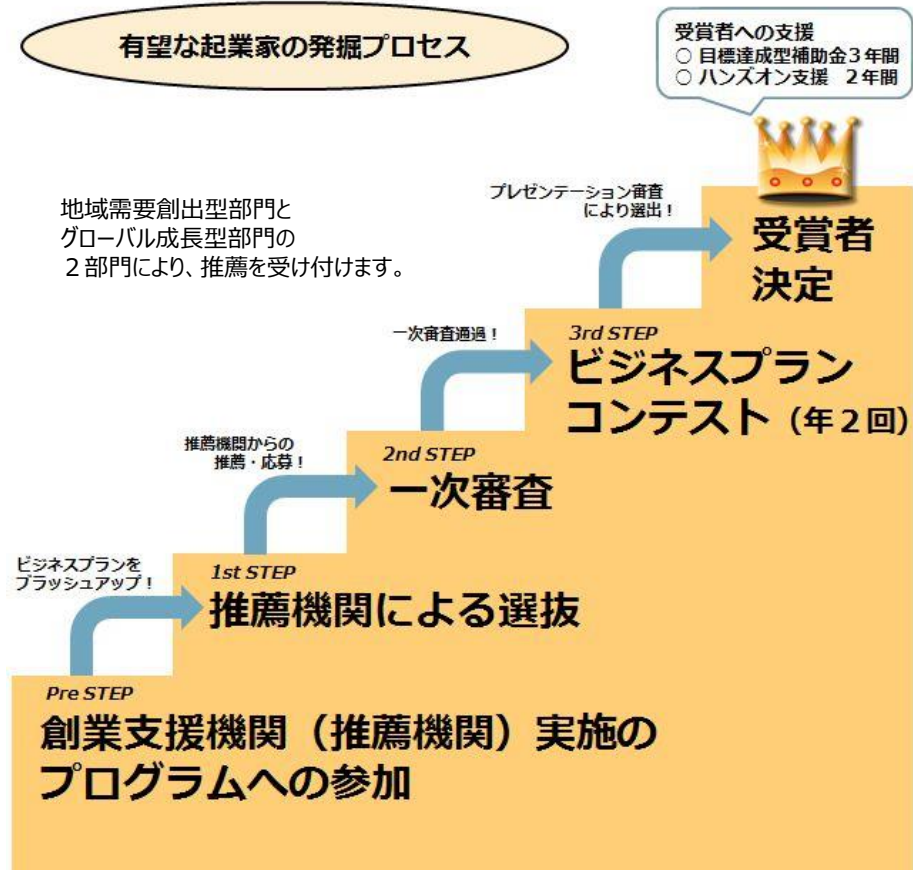 有望な起業家の発掘プロセス
受賞者への支援
○ 目標達成型補助金3年間
○ ハンズオン支援 2年間
地域需要創出型部門と
グローバル成長型部門の
2部門により、推薦を受け付けます。
プレゼンテーション審査
により選出!
受賞者
決定
一次審査通過!
3rd STEP
ビジネスプラン
コンテスト (年2回)
推薦機関からの
推薦・応募!
2nd STEP
一次審査
ビジネスプランを
ブラッシュアップ!
1st STEP
推薦機関による選抜
Pre STEP
創業支援機関(推薦機関)実施の
プログラムへの参加